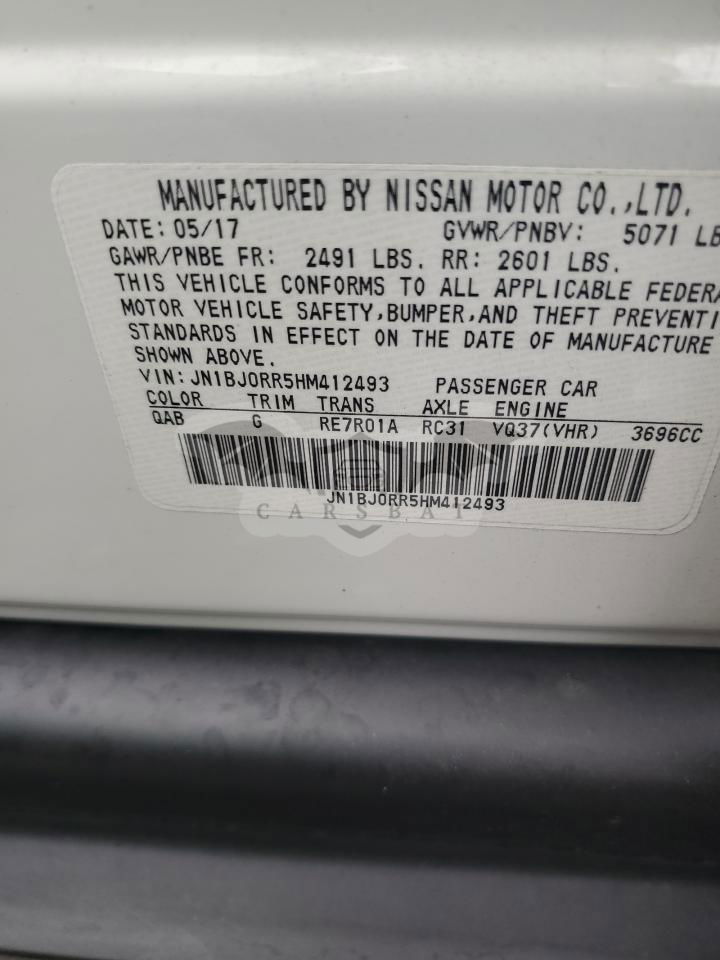 MANUFACTURED BY NISSAN MOTOR CO.,LTD.
DATE: 05/17 GVWR/PNBV: 5071 LB
GAWR/PNBE FR: 2491 LBS. RR: 2601 LBS.
THIS VEHICLE CONFORMS TO ALL APPLICABLE FEDERA
MOTOR VEHICLE SAFETY,BUMPER,AND THEFT PREVENTI
STANDARDS IN EFFECT ON THE DATE OF MANUFACTURE
SHOWN ABOVE.
VIN: JN1BJ0RR5HM412493 PASSENGER CAR
COLOR TRIM TRANS AXLE ENGINE
QAB G RE7R01A RC31 VQ37(VHR) 3696CC
JN1BJ0RR5HM412493
CARSBAT